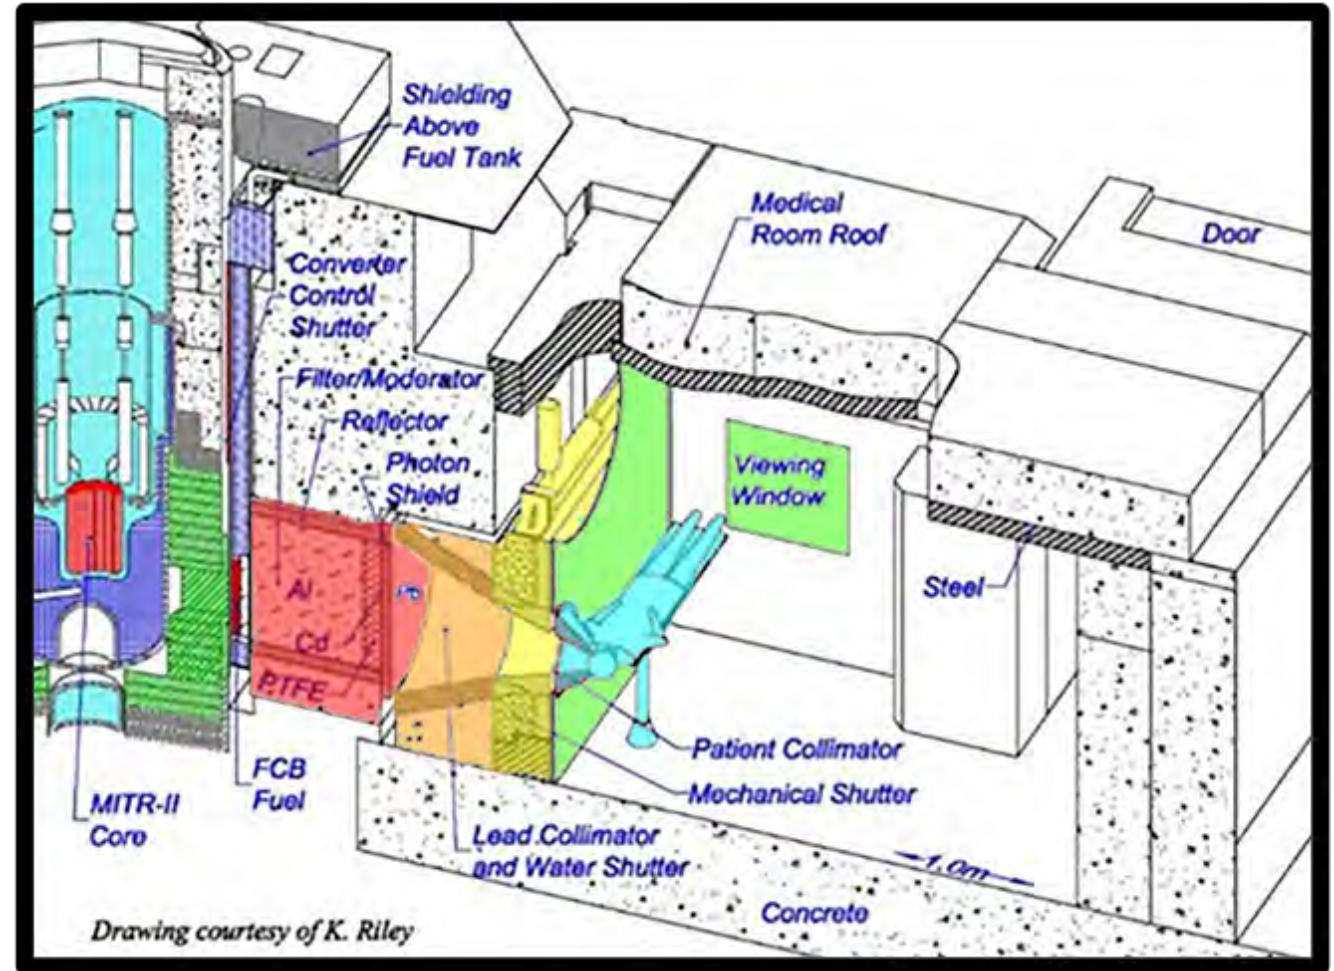 Shielding
Above
Fuel Tank
Medical
Room Roof
Door
Converter
Control
Shutter
Filter/Moderator
Reflector
Photon
Shield
Viewing
Window
Al
Pb
Steel
Cd
PTFE
Patient Collimator
FCB
Fuel
Mechanical Shutter
MITR-II
Core
Lead Collimator
and Water Shutter
1.0m
Concrete
Drawing courtesy of K. Riley